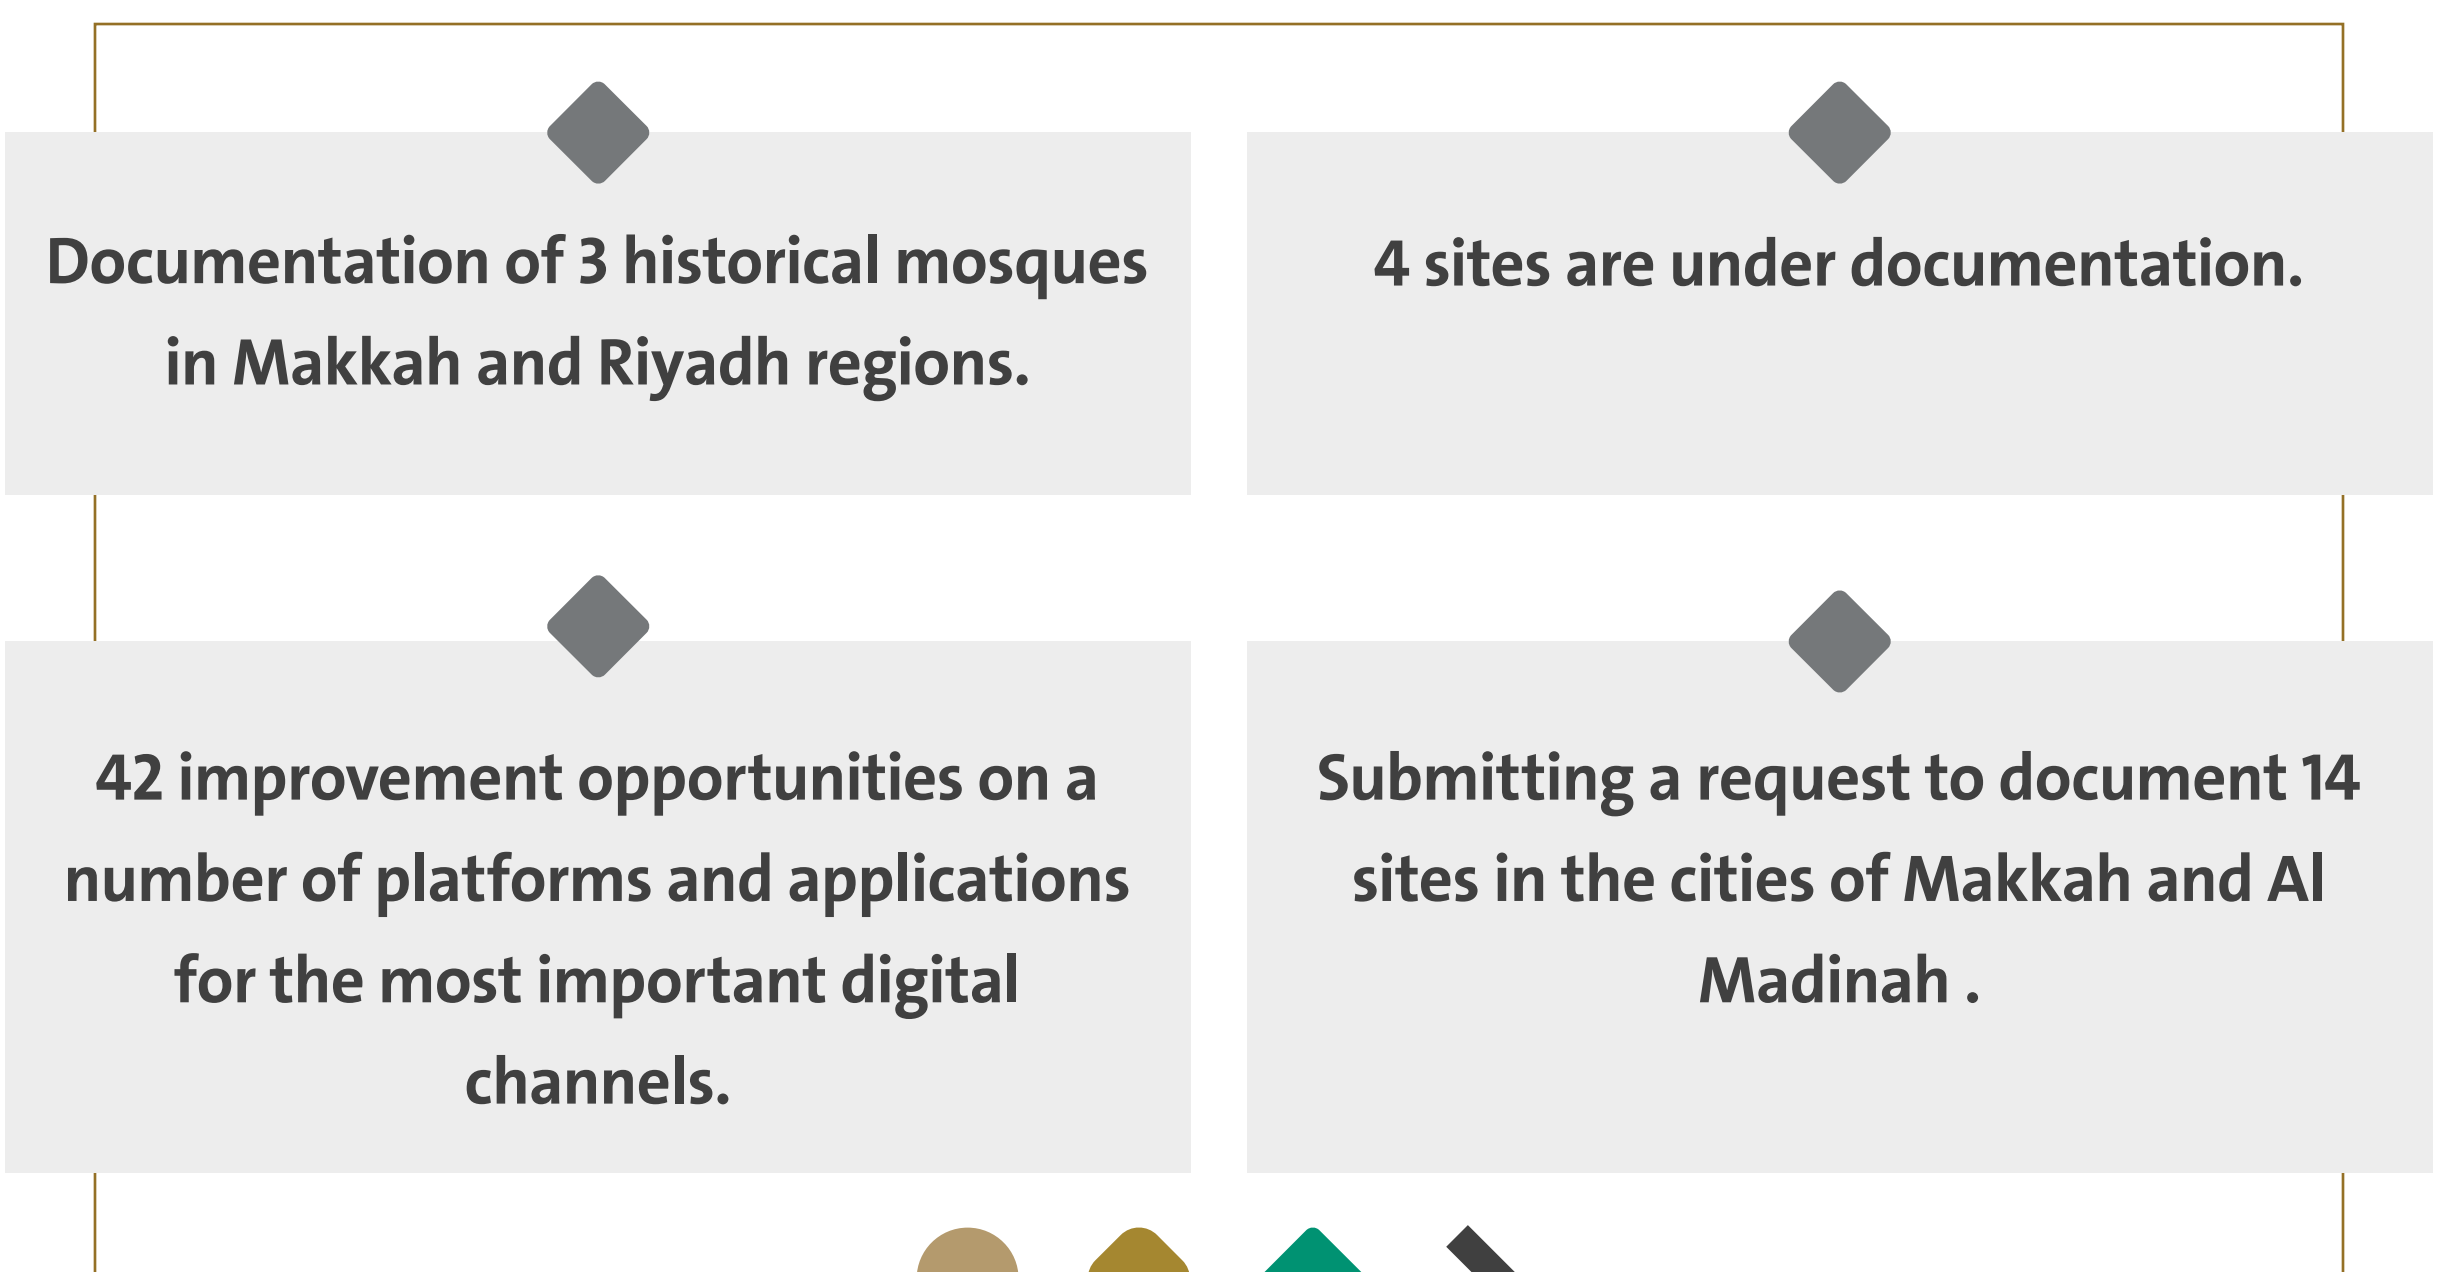 Documentation of 3 historical mosques
in Makkah and Riyadh regions.
4 sites are under documentation.
42 improvement opportunities on a
number of platforms and applications
for the most important digital
channels.
Submitting a request to document 14
sites in the cities of Makkah and Al
Madinah .